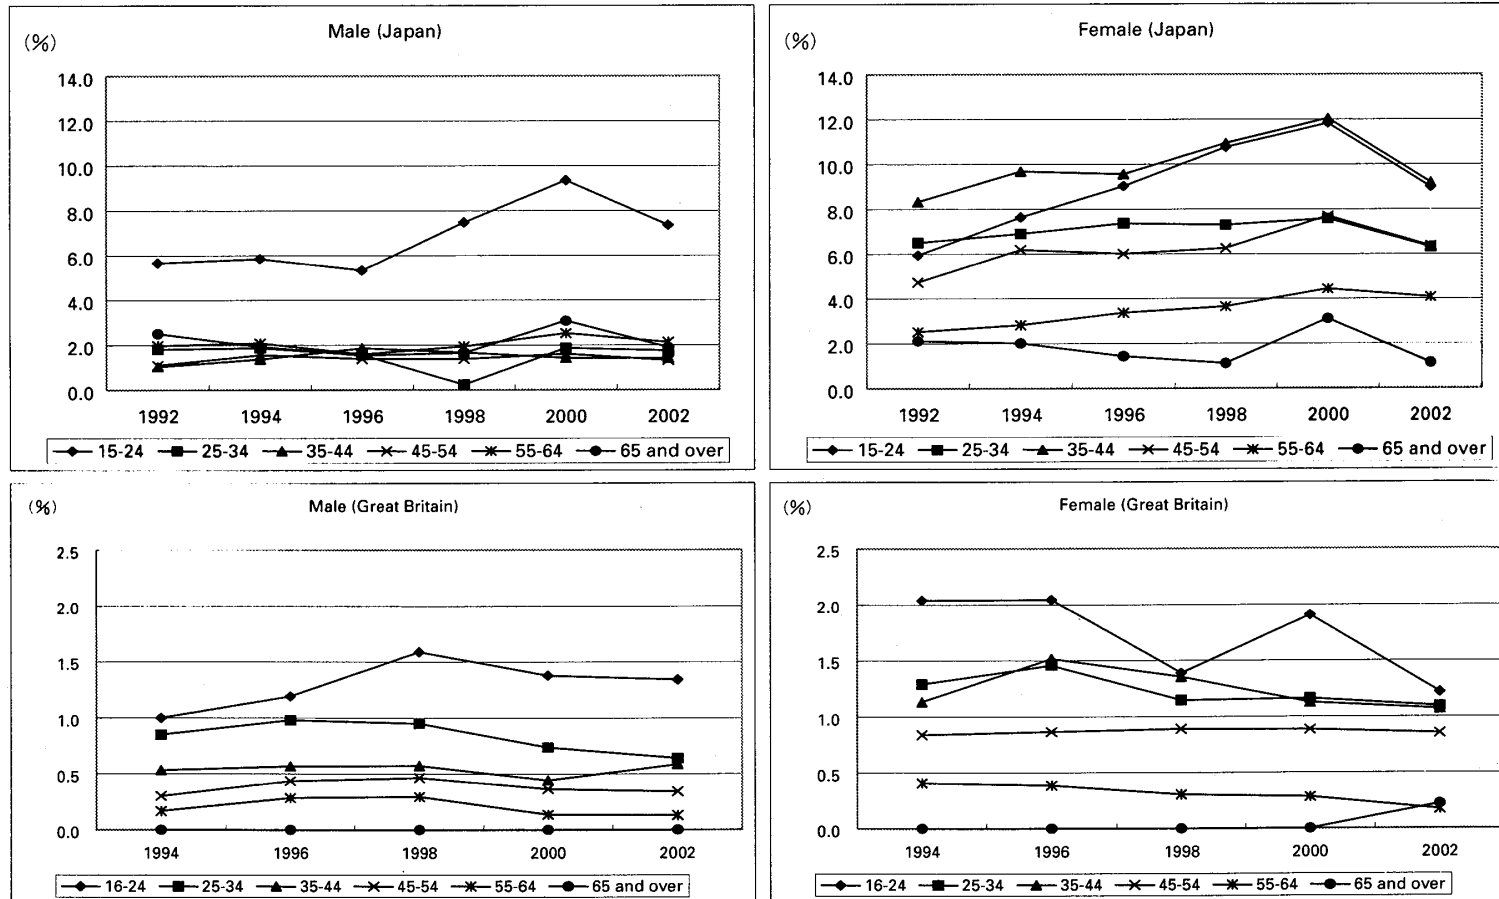 Male (Japan)
(%)
14.0
12.0
10.0
8.0
6.0
4.0
2.0
0.0
1992 1994 1996 1998 2000 2002
15-24 25-34 35-44 45-54 55-64 65 and over
Female (Japan)
(%)
14.0
12.0
10.0
8.0
6.0
4.0
2.0
0.0
1992 1994 1996 1998 2000 2002
15-24 25-34 35-44 45-54 55-64 65 and over
Male (Great Britain)
(%)
2.5
2.0
1.5
1.0
0.5
0.0
1994 1996 1998 2000 2002
16-24 25-34 35-44 45-54 55-64 65 and over
Female (Great Britain)
(%)
2.5
2.0
1.5
1.0
0.5
0.0
1994 1996 1998 2000 2002
16-24 25-34 35-44 45-54 55-64 65 and over